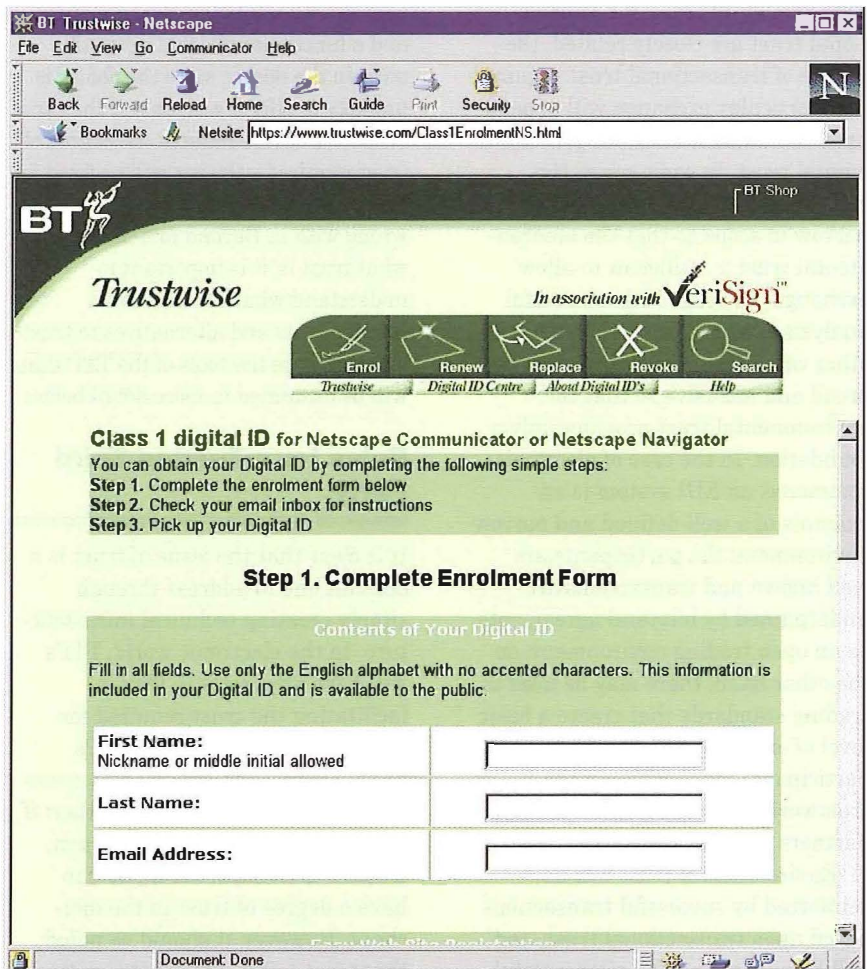 BT Trustwise - Netscape
File Edit View Go Communicator Help
Back Forward Reload Home Search Guide Print Security Stop
N
Bookmarks Netsite: https://www.trustwise.com/Class1EnrolmentNS.html
BT Shop
BT
Trustwise
In association with VeriSign™
Enrol Renew Replace Revoke Search
Trustwise Digital ID Centre About Digital ID's Help
Class 1 digital ID for Netscape Communicator or Netscape Navigator
You can obtain your Digital ID by completing the following simple steps:
Step 1. Complete the enrolment form below
Step 2. Check your email inbox for instructions
Step 3. Pick up your Digital ID
Step 1. Complete Enrolment Form
Contents of Your Digital ID
Fill in all fields. Use only the English alphabet with no accented characters. This information is
included in your Digital ID and is available to the public.
First Name:
Nickname or middle initial allowed
Last Name:
Email Address:
Document: Done